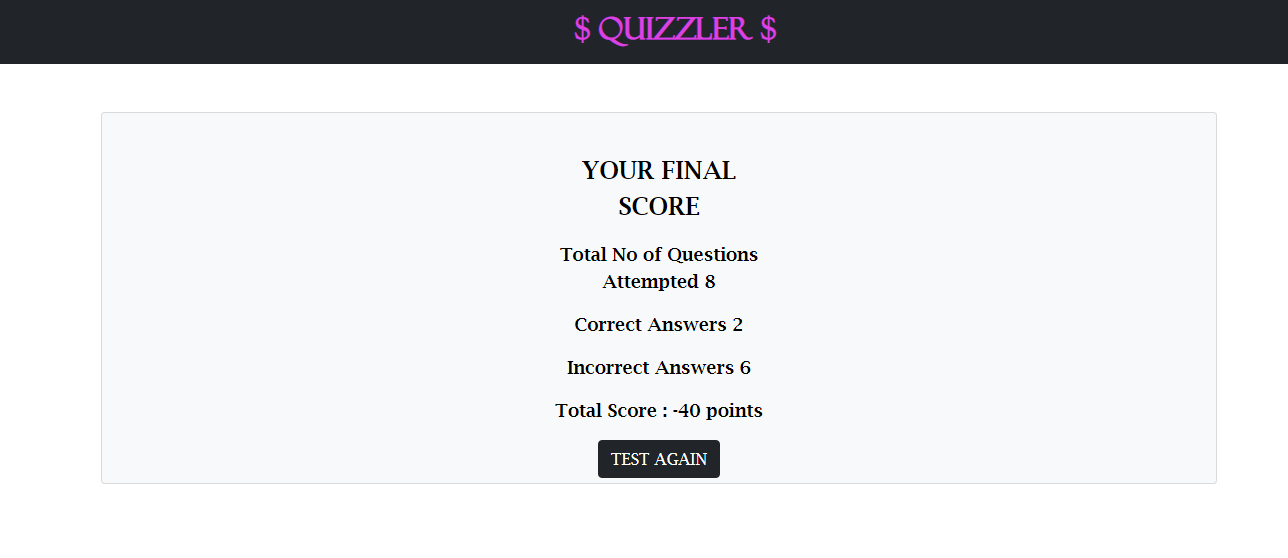 $ QUIZZLER $
YOUR FINAL
SCORE
Total No of Questions
Attempted 8
Correct Answers 2
Incorrect Answers 6
Total Score : -40 points
TEST AGAIN